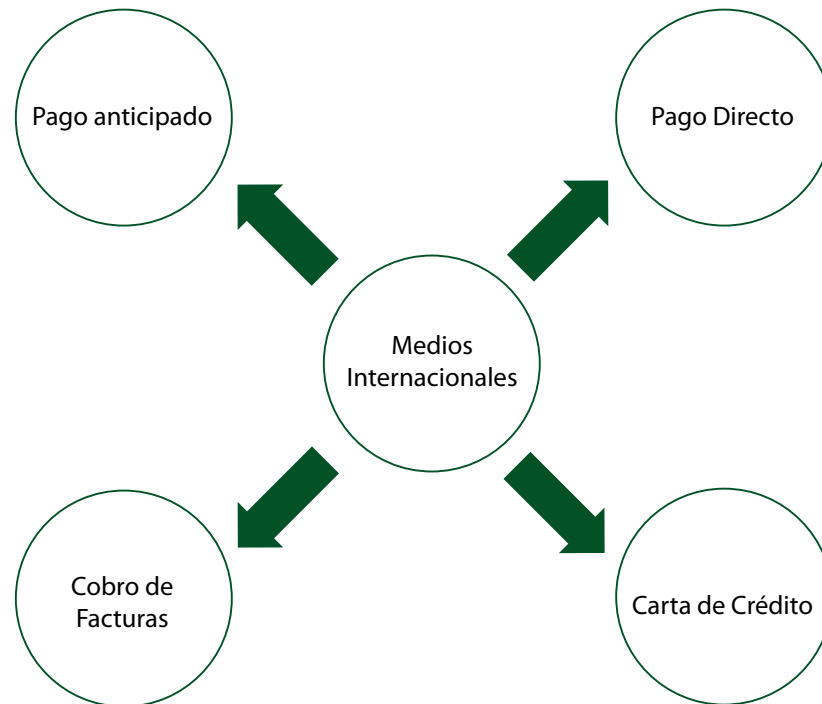 Pago anticipado
Pago Directo
Medios
Internacionales
Cobro de
Facturas
Carta de Crédito